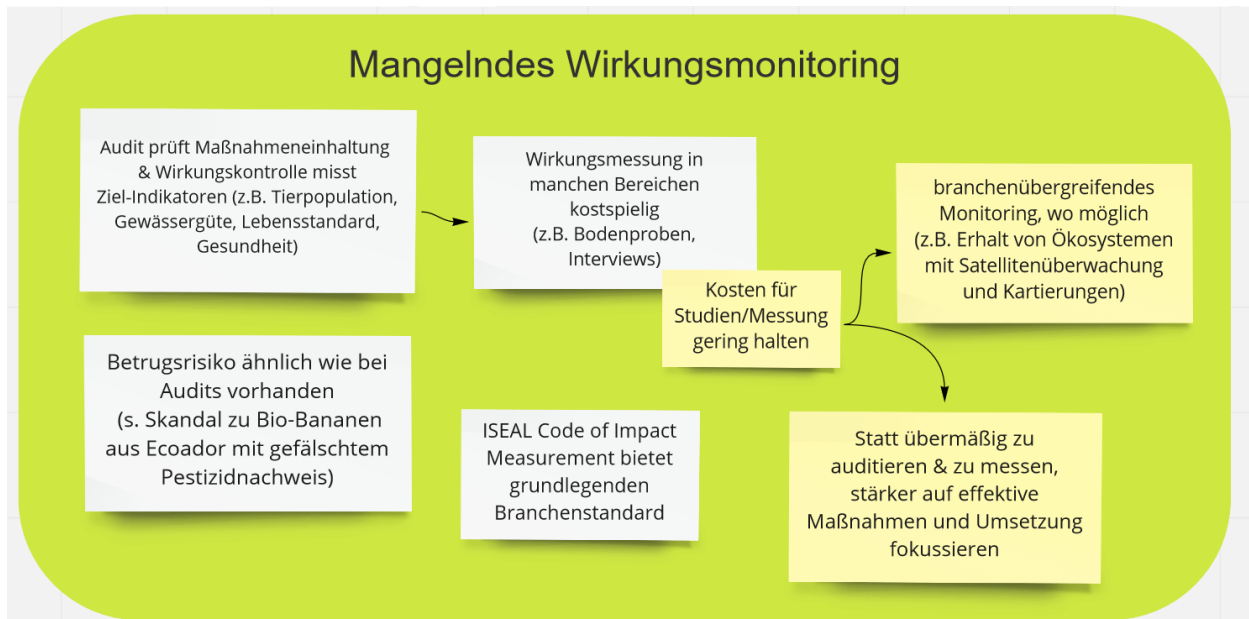 Mangelndes Wirkungsmonitoring
Audit prüft Maßnahmeneinhaltung
& Wirkungskontrolle misst
Ziel-Indikatoren (z.B. Tierpopulation,
Gewässergüte, Lebensstandard,
Gesundheit)
Wirkungsmessung in
manchen Bereichen
kostspielig
(z.B. Bodenproben,
Interviews)
branchenübergreifendes
Monitoring, wo möglich
(z.B. Erhalt von Ökosystemen
mit Satellitenüberwachung
und Kartierungen)
Kosten für
Studien/Messung
gering halten
Betrugsrisiko ähnlich wie bei
Audits vorhanden
(s. Skandal zu Bio-Bananen
aus Ecoador mit gefälschtem
Pestizidnachweis)
ISEAL Code of Impact
Measurement bietet
grundlegenden
Branchenstandard
Statt übermäßig zu
auditieren & zu messen,
stärker auf effektive
Maßnahmen und Umsetzung
fokussieren